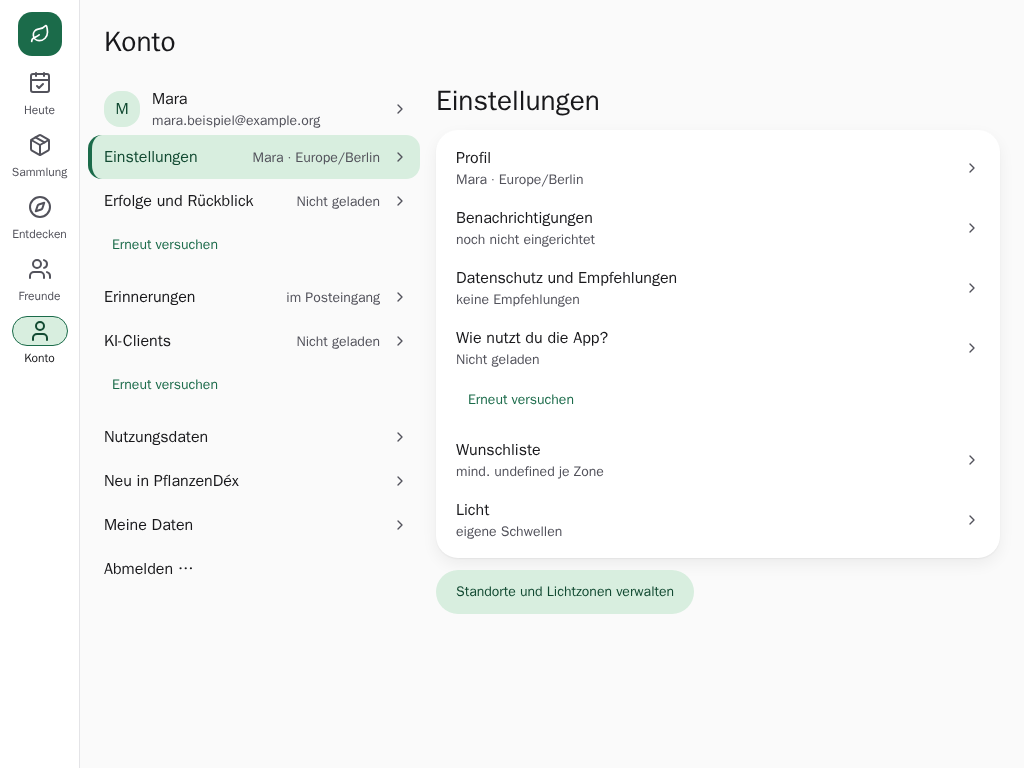 Konto
Heute
Sammlung
Entdecken
Freunde
Konto
M
Mara
mara.beispiel@example.org
Einstellungen
Mara · Europe/Berlin
Erfolge und Rückblick
Nicht geladen
Erneut versuchen
Erinnerungen
im Posteingang
KI-Clients
Nicht geladen
Erneut versuchen
Nutzungsdaten
Neu in PflanzenDéx
Meine Daten
Abmelden ···
Einstellungen
Profil
Mara · Europe/Berlin
Benachrichtigungen
noch nicht eingerichtet
Datenschutz und Empfehlungen
keine Empfehlungen
Wie nutzt du die App?
Nicht geladen
Erneut versuchen
Wunschliste
mind. undefined je Zone
Licht
eigene Schwellen
Standorte und Lichtzonen verwalten